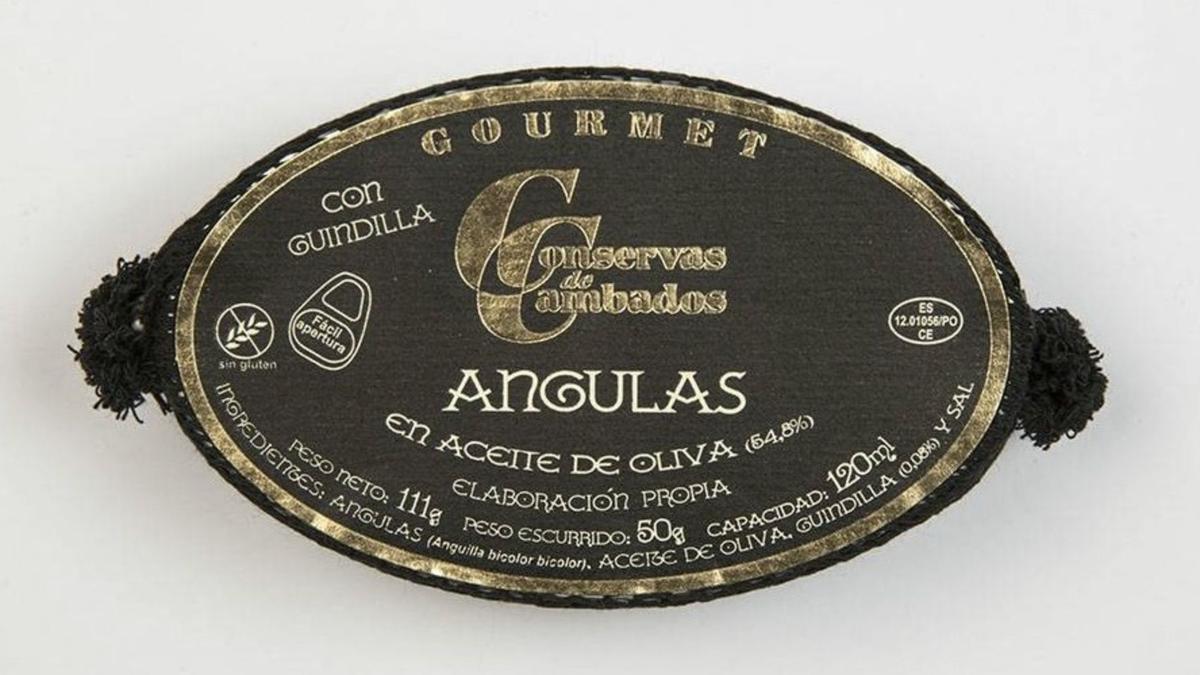 GOURMET
CON
GUINDILLA
Conservas
de
Cambados
Fácil
apertura
sin gluten
ES
12.01056/PO
CE
ANGULAS
EN ACEITE DE OLIVA (54,8%)
ELABORACIÓN PROPIA
PESO NETO: 111g PESO ESCURRIDO: 50g CAPACIDAD: 120ml
INGREDIENTES: ANGULAS (Anguilla bicolor bicolor), ACEITE DE OLIVA, GUINDILLA (0,08%) Y SAL